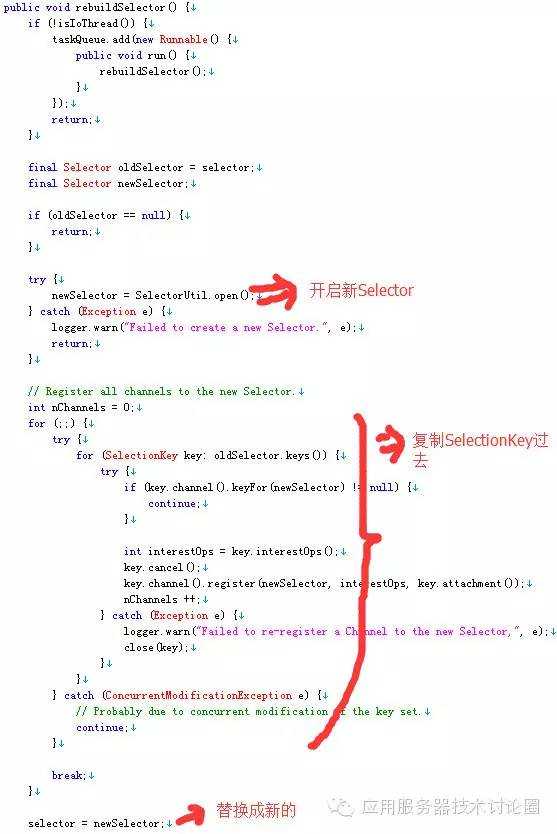 public void rebuildSelector() {↓
if (!isIoThread()) {↓
taskQueue.add(new Runnable() {↓
public void run() {↓
rebuildSelector();↓
}↓
});↓
return;↓
}↓
final Selector oldSelector = selector;↓
final Selector newSelector;↓
if (oldSelector == null) {↓
return;↓
}↓
try {↓
newSelector = SelectorUtil.open();↓ 开启新Selector
} catch (Exception e) {↓
logger.warn("Failed to create a new Selector.", e);↓
return;↓
}↓
// Register all channels to the new Selector.↓
int nChannels = 0;↓
for (;;) {↓
try {↓
复制SelectionKey过
去
for (SelectionKey key: oldSelector.keys()) {↓
try {↓
if (key.channel().keyFor(newSelector) != null) {↓
continue;↓
}↓
int interestOps = key.interestOps();↓
key.cancel();↓
key.channel().register(newSelector, interestOps, key.attachment());↓
nChannels ++;↓
} catch (Exception e) {↓
logger.warn("Failed to re-register a Channel to the new Selector,", e);↓
close(key);↓
}↓
}↓
} catch (ConcurrentModificationException e) {↓
// Probably due to concurrent modification of the key set.↓
continue;↓
}↓
break;↓
}↓
selector = newSelector;↓ 替换成新的
应用服务器技术讨论圈